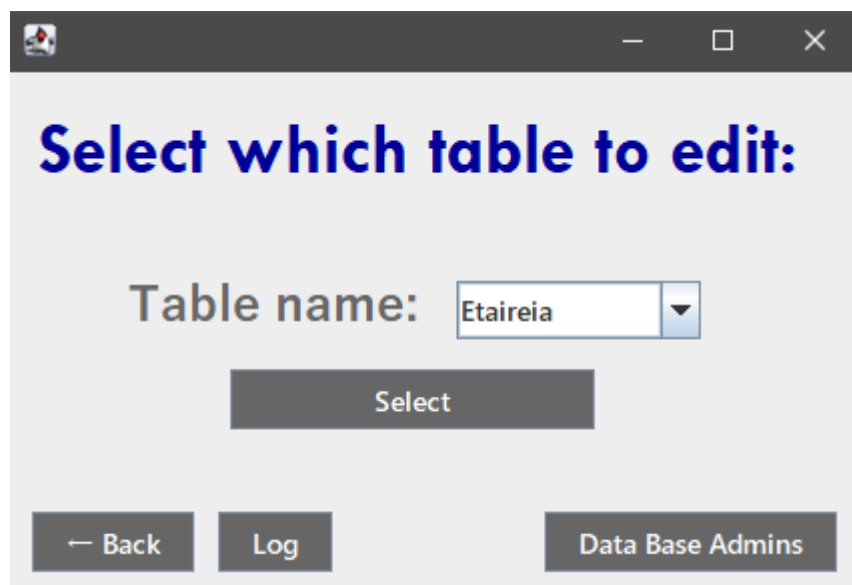 Select which table to edit:
Table name: Etaireia
Select
← Back Log Data Base Admins